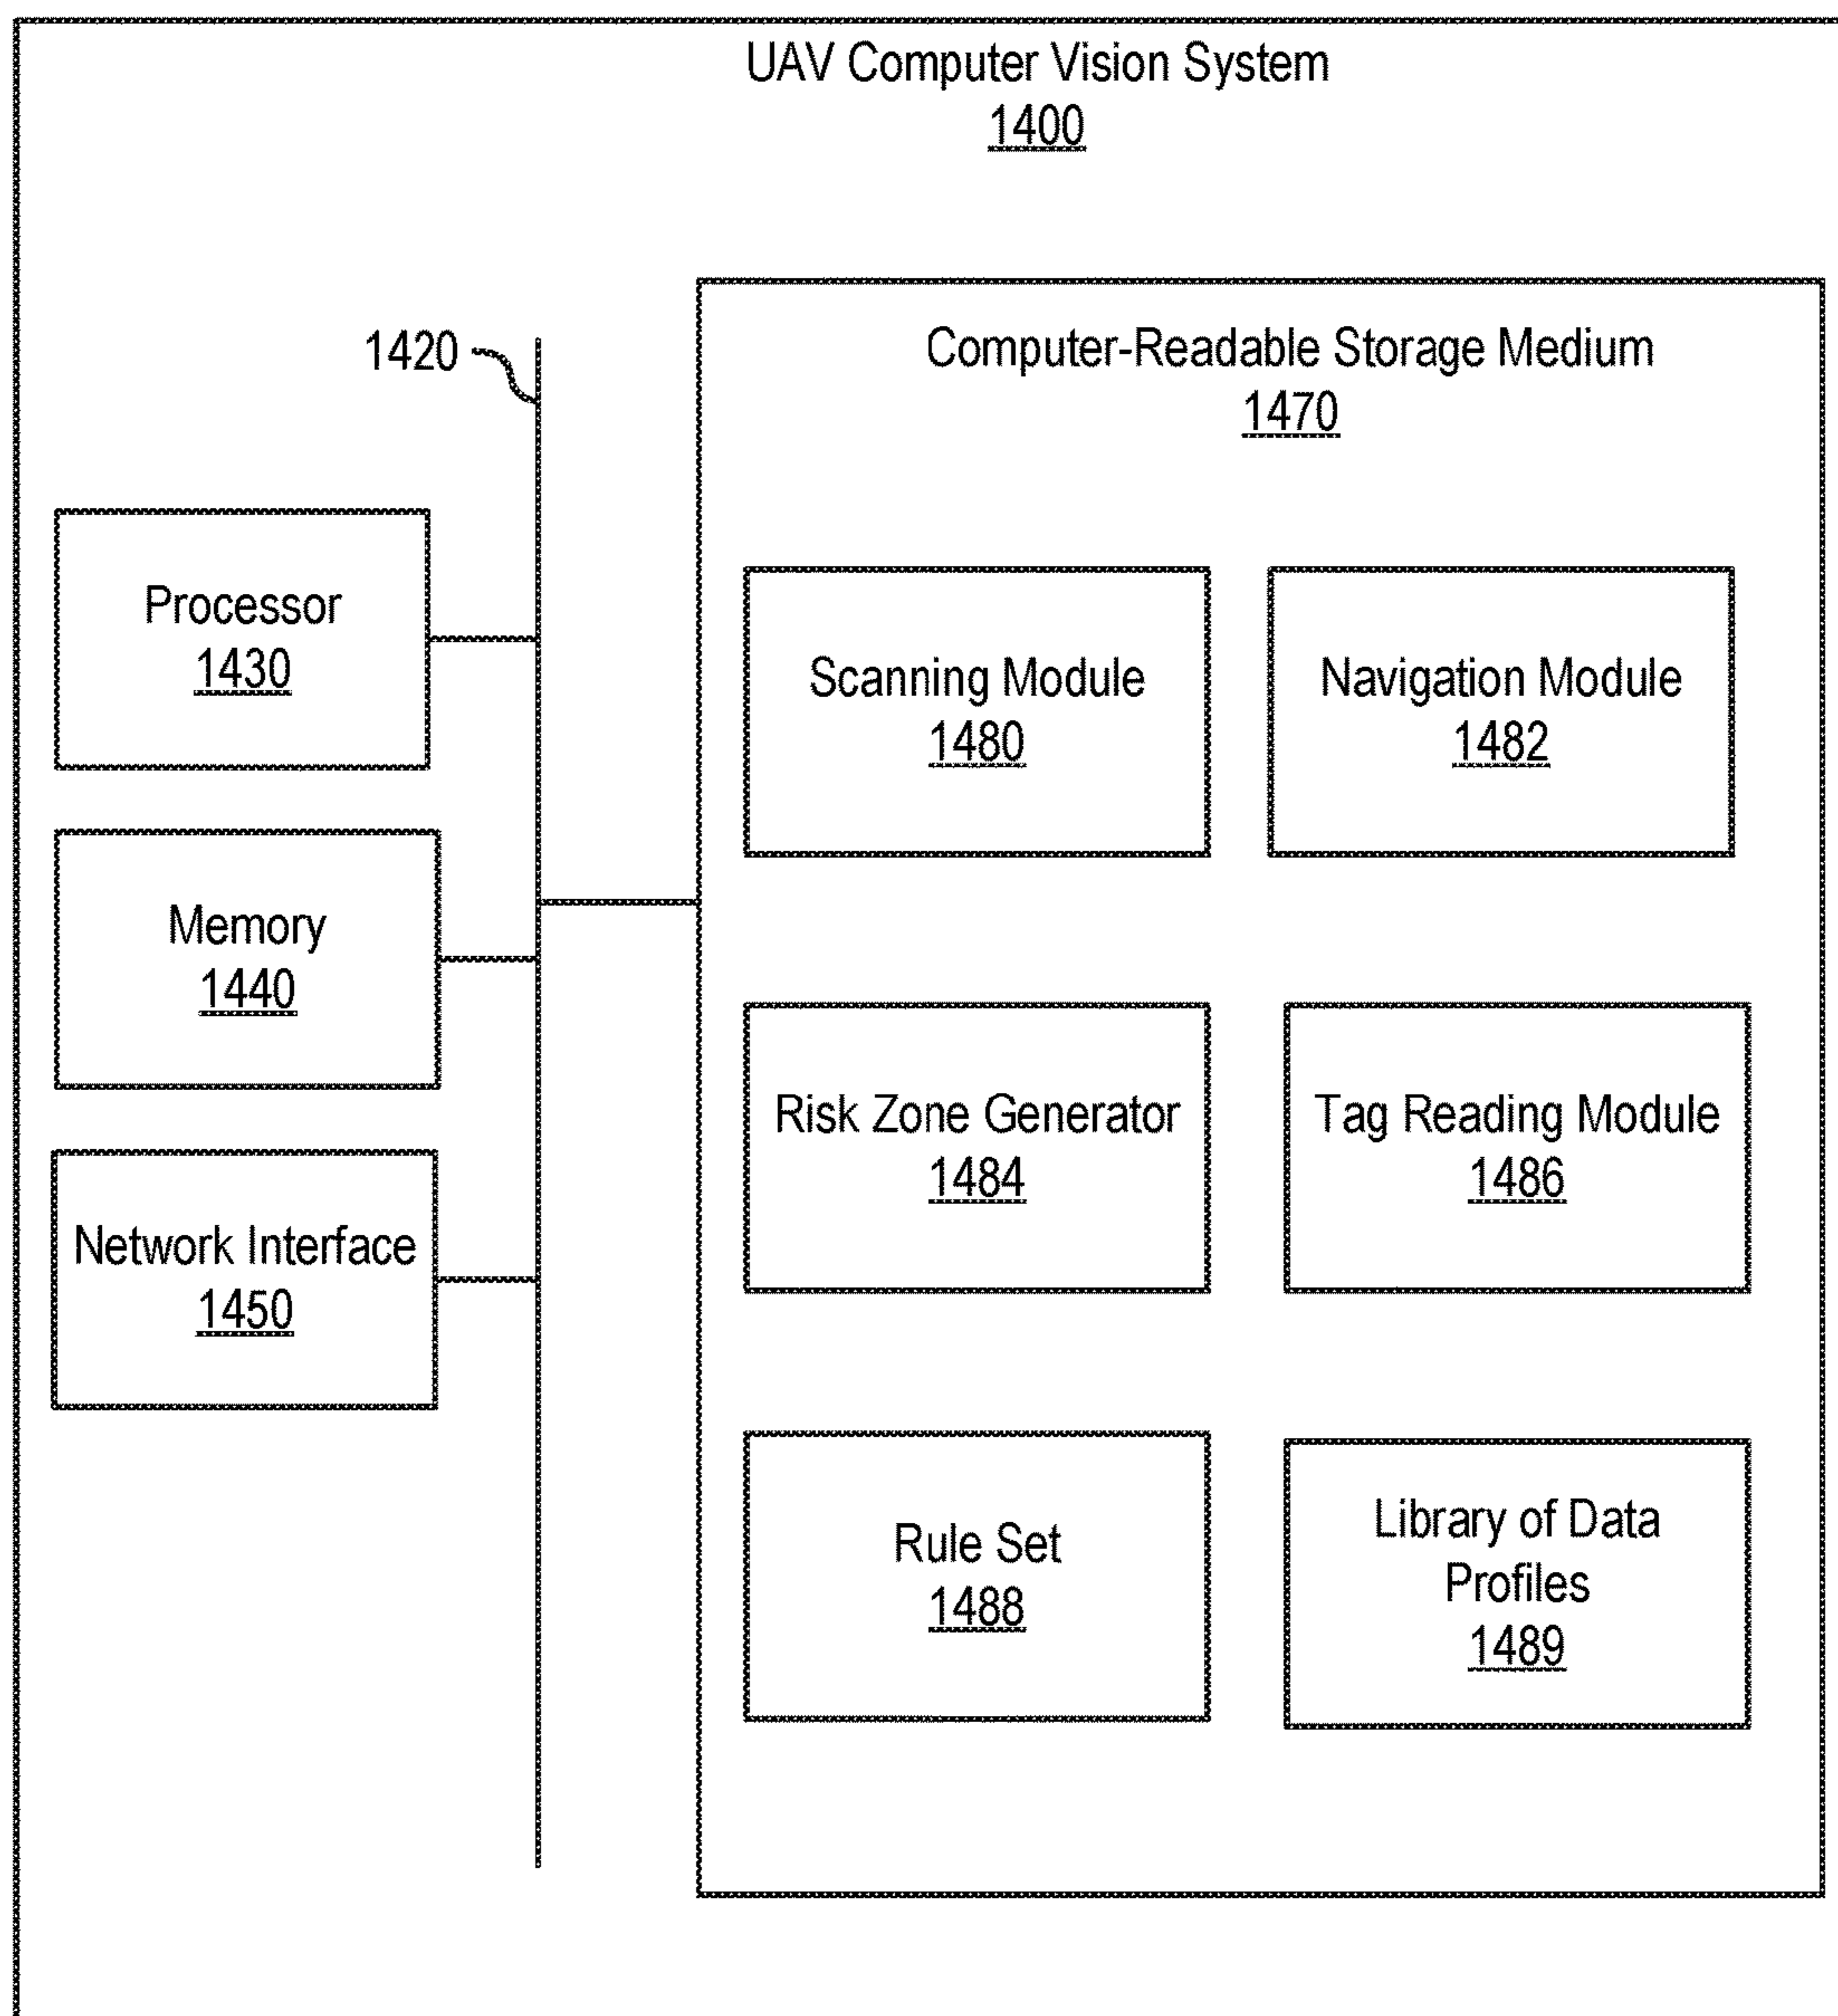 UAV Computer Vision System
1400
1420
Computer-Readable Storage Medium
1470
Processor
1430
Memory
1440
Network Interface
1450
Scanning Module
1480
Navigation Module
1482
Risk Zone Generator
1484
Tag Reading Module
1486
Rule Set
1488
Library of Data
Profiles
1489